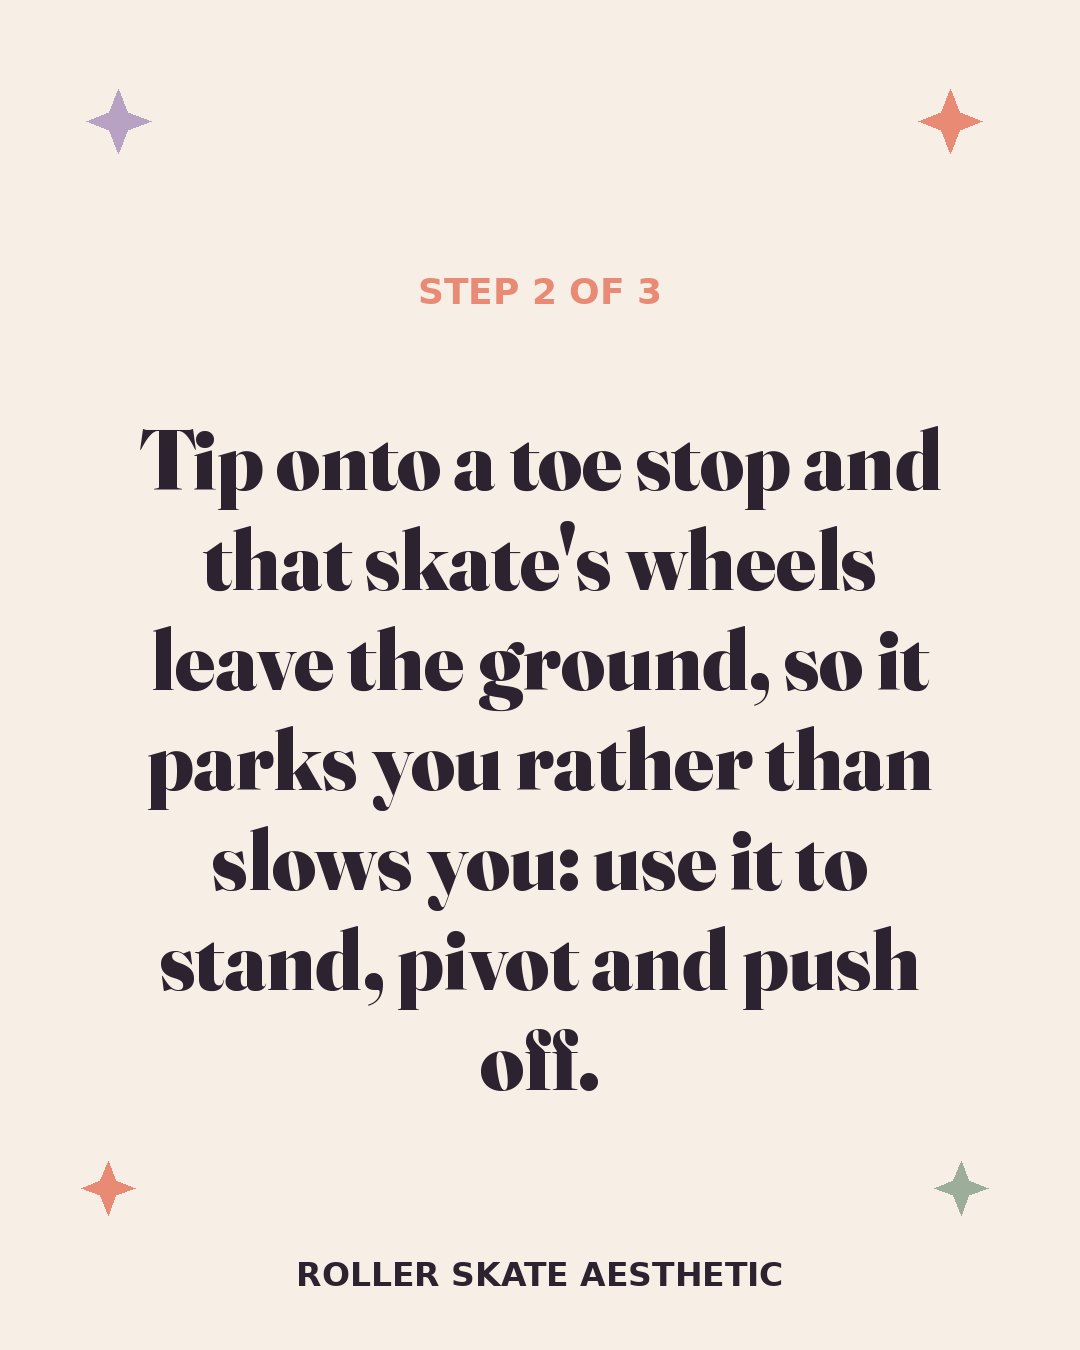 STEP 2 OF 3
Tip onto a toe stop and
that skate's wheels
leave the ground, so it
parks you rather than
slows you: use it to
stand, pivot and push
off.
ROLLER SKATE AESTHETIC